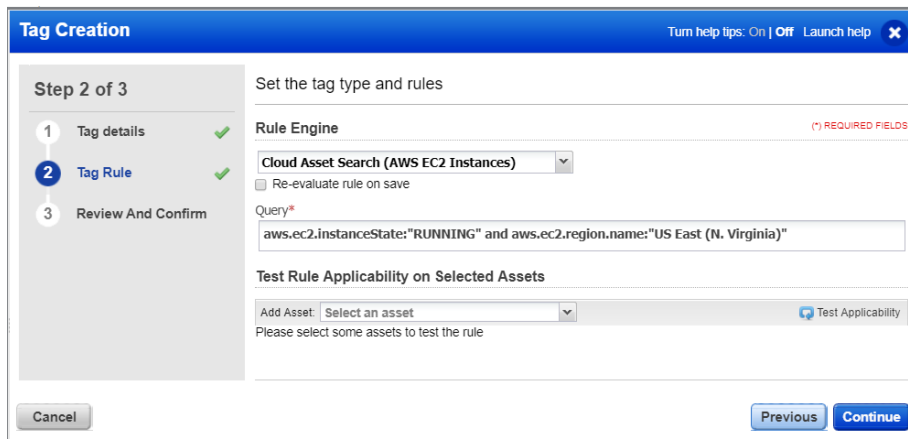 Tag Creation
Turn help tips: On | Off Launch help
Step 2 of 3
1 Tag details
2 Tag Rule
3 Review And Confirm
Set the tag type and rules
Rule Engine
(*) REQUIRED FIELDS
Cloud Asset Search (AWS EC2 Instances)
Re-evaluate rule on save
Query*
aws.ec2.instanceState:"RUNNING" and aws.ec2.region.name:"US East (N. Virginia)"
Test Rule Applicability on Selected Assets
Add Asset: Select an asset
Test Applicability
Please select some assets to test the rule
Cancel
Previous
Continue